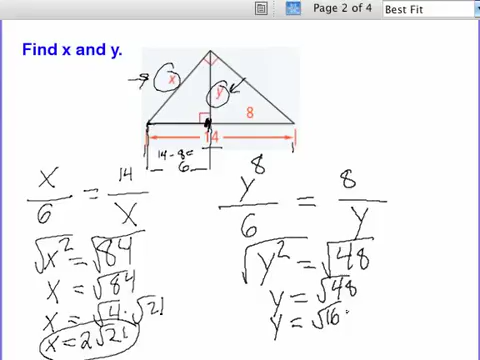 Page 2 of 4
Best Fit
Find x and y.
x
y
8
14
14 - 8 =
6
x/6 = 14/x
√x² = √84
x = √84
x = √4 · √21
x = 2√21
y/6 = 8/y
8
√y² = √48
y = √48
y = √16 ·